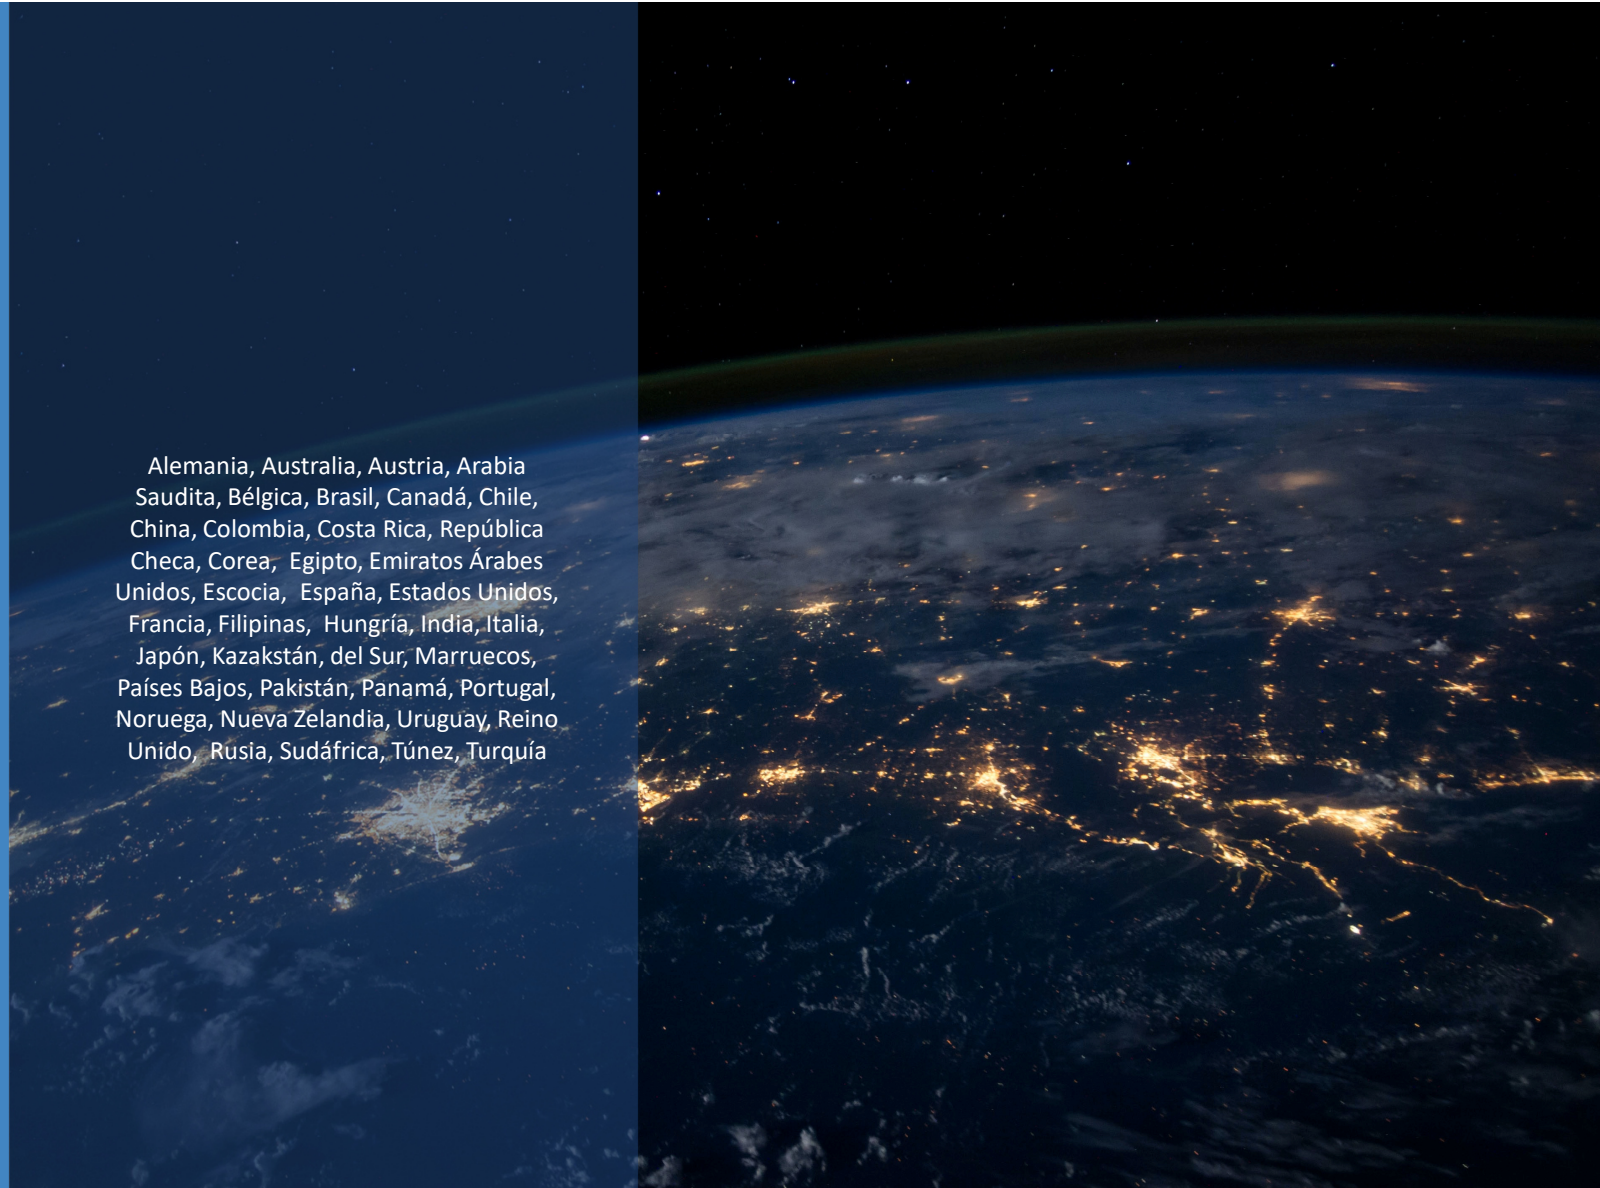 Alemania, Australia, Austria, Arabia
Saudita, Bélgica, Brasil, Canadá, Chile,
China, Colombia, Costa Rica, República
Checa, Corea,  Egipto, Emiratos Árabes
Unidos, Escocia,  España, Estados Unidos,
Francia, Filipinas,  Hungría, India, Italia,
Japón, Kazakstán, del Sur, Marruecos,
Países Bajos, Pakistán, Panamá, Portugal,
Noruega, Nueva Zelandia, Uruguay, Reino
Unido,  Rusia, Sudáfrica, Túnez, Turquía